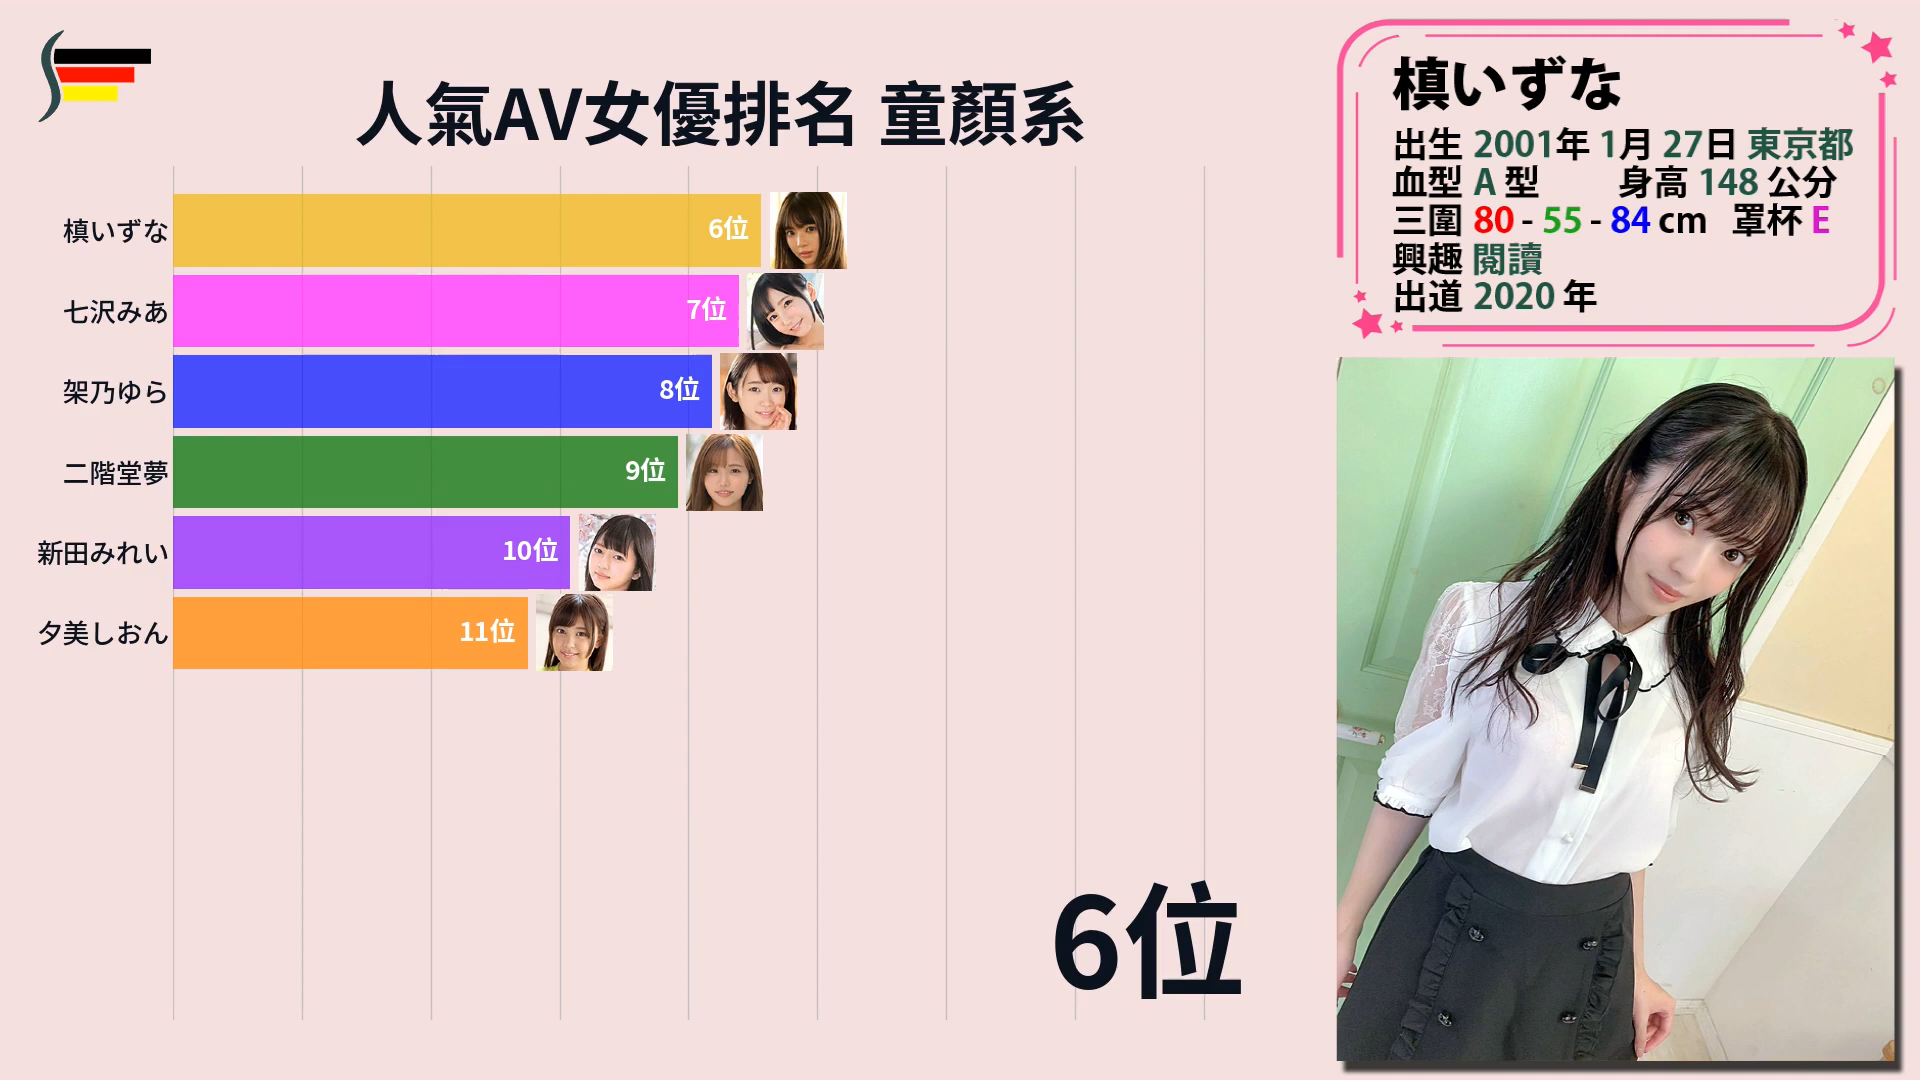 人氣AV女優排名 童顏系
槙いずな
6位
七沢みあ
7位
架乃ゆら
8位
二階堂夢
9位
新田みれい
10位
夕美しおん
11位
6位
槙いずな
出生 2001年 1月 27日 東京都
血型 A 型 身高 148 公分
三圍 80 - 55 - 84 cm 罩杯 E
興趣 閱讀
出道 2020 年